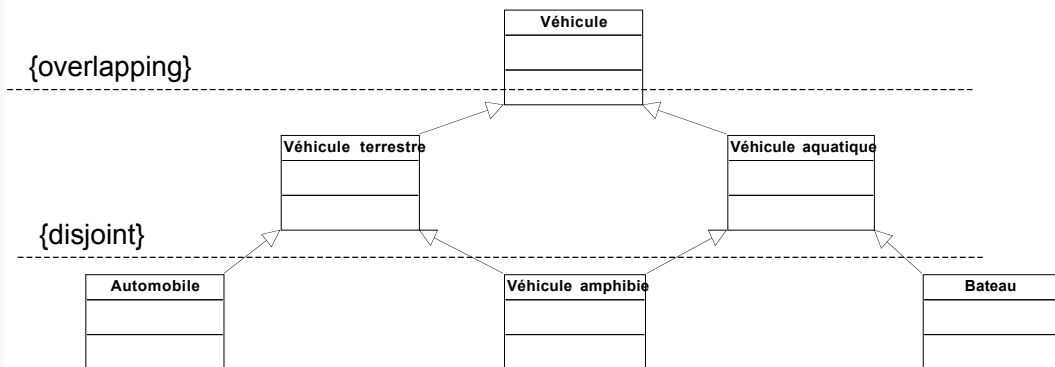 Véhicule
{overlapping}
Véhicule terrestre
Véhicule aquatique
{disjoint}
Automobile
Véhicule amphibie
Bateau